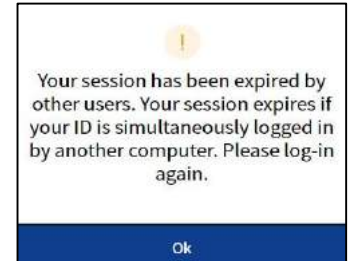 !
Your session has been expired by
other users. Your session expires if
your ID is simultaneously logged in
by another computer. Please log-in
again.
Ok